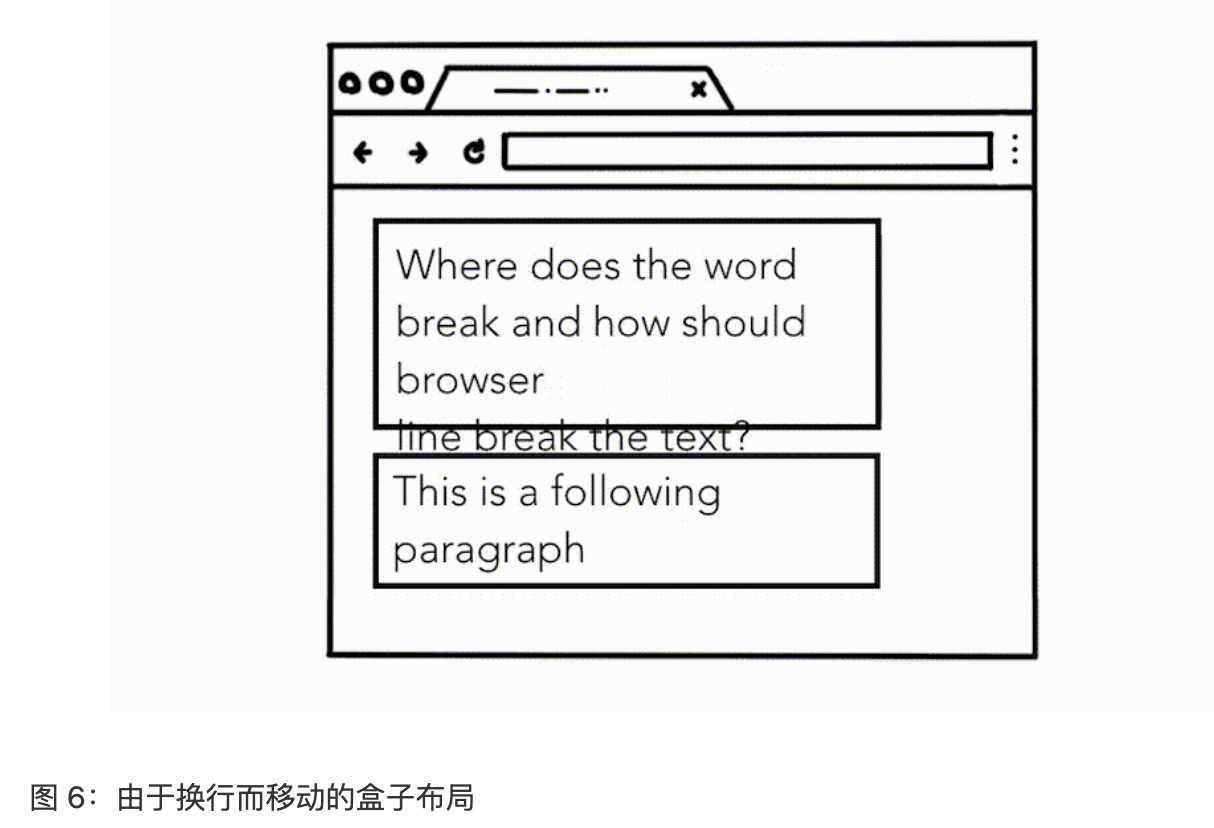 Where does the word
break and how should
browser
line break the text?
This is a following
paragraph
图 6：由于换行而移动的盒子布局